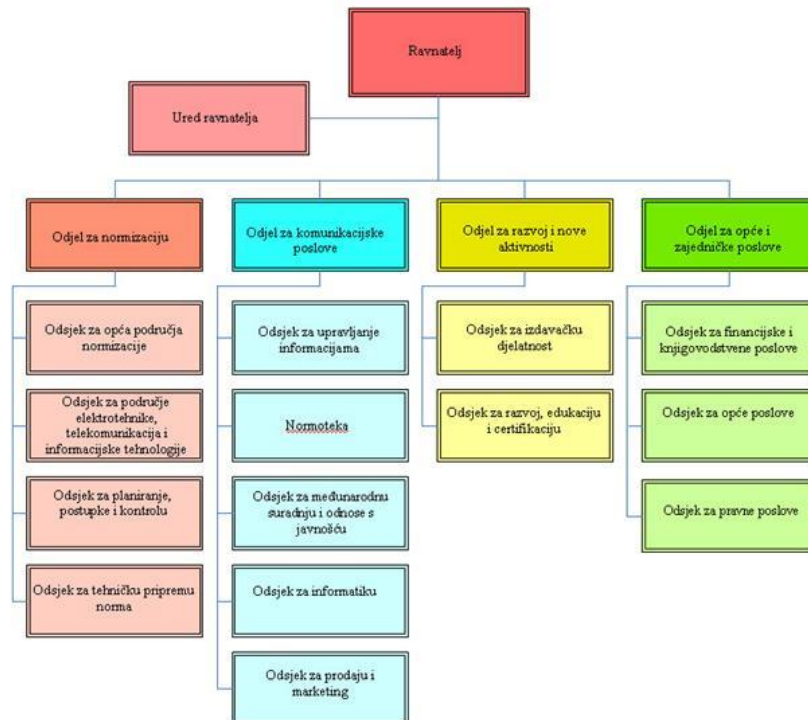 Ravnatelj
Ured ravnatelja
Odjel za normizaciju
Odsjek za opća područja
normizacije
Odsjek za područje
elektrotehnike,
telekomunikacija i
informacijske tehnologije
Odsjek za planiranje,
postupke i kontrolu
Odsjek za tehničku pripremu
norma
Odjel za komunikacijske
poslove
Odsjek za upravljanje
informacijama
Normoteka
Odsjek za međunarodnu
suradnju i odnose s
javnošću
Odsjek za informatiku
Odsjek za prodaju i
marketing
Odjel za razvoj i nove
aktivnosti
Odsjek za izdavačku
djelatnost
Odsjek za razvoj, edukaciju
i certifikaciju
Odjel za opće i
zajedničke poslove
Odsjek za financijske i
knjigovodstvene poslove
Odsjek za opće poslove
Odsjek za pravne poslove